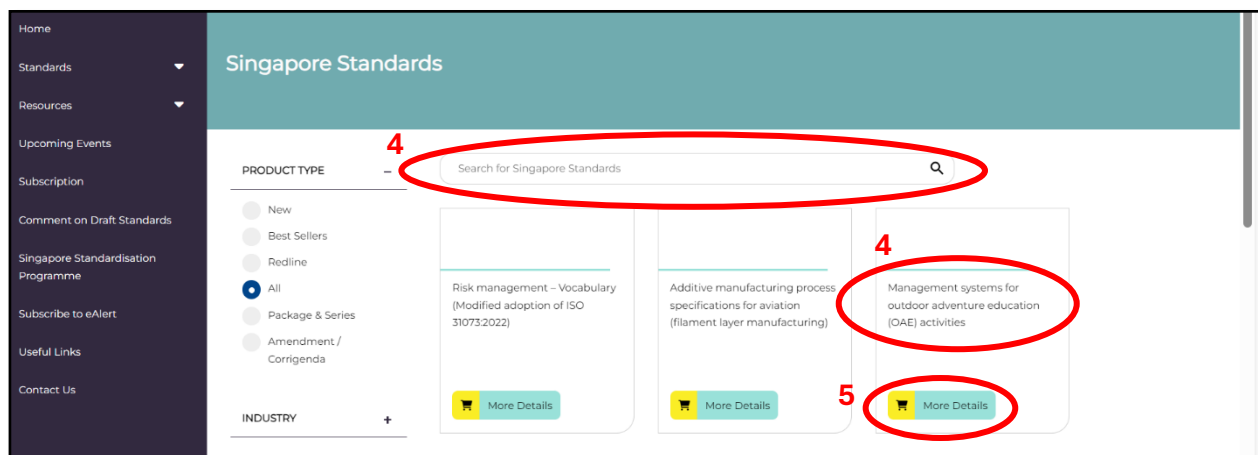 Home
Standards
Resources
Upcoming Events
Subscription
Comment on Draft Standards
Singapore Standardisation
Programme
Subscribe to eAlert
Useful Links
Contact Us
Singapore Standards
4
PRODUCT TYPE –
New
Best Sellers
Redline
All
Package & Series
Amendment /
Corrigenda
INDUSTRY +
Search for Singapore Standards
Risk management – Vocabulary
(Modified adoption of ISO
31073:2022)
More Details
Additive manufacturing process
specifications for aviation
(filament layer manufacturing)
More Details
4
Management systems for
outdoor adventure education
(OAE) activities
5
More Details